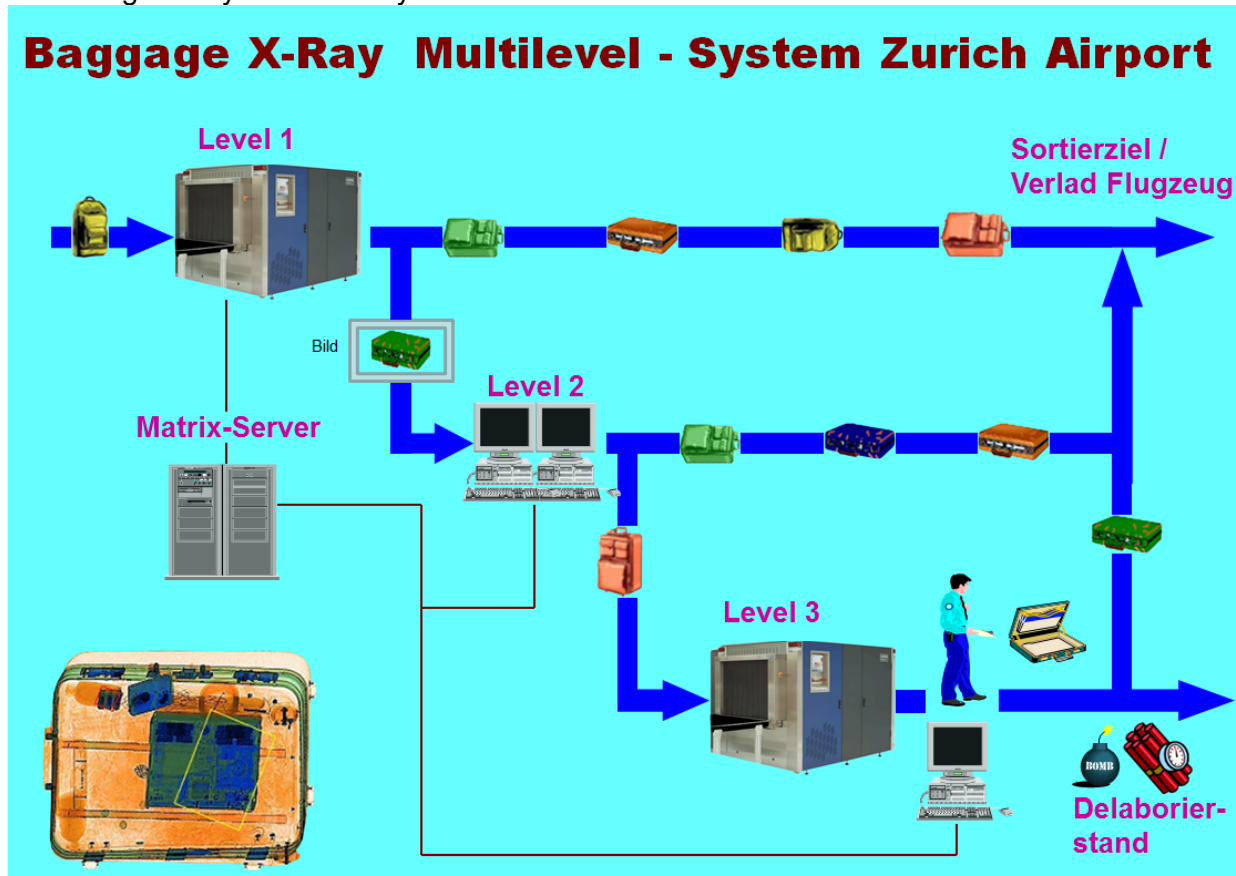 Baggage X-Ray Multilevel - System Zurich Airport
Level 1
Sortierziel /
Verlad Flugzeug
Bild
Level 2
Matrix-Server
Level 3
BOMB
Delaborier-
stand